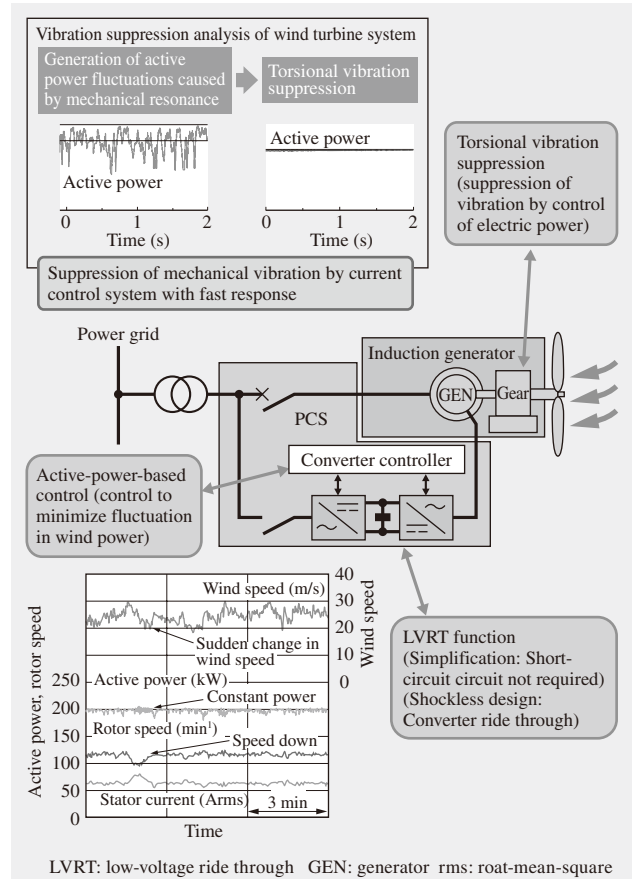 Vibration suppression analysis of wind turbine system
Generation of active
power fluctuations caused
by mechanical resonance
Torsional vibration
suppression
Active power
0 1 2
Time (s)
Active power
0 1 2
Time (s)
Suppression of mechanical vibration by current
control system with fast response
Torsional vibration
suppression
(suppression of
vibration by control
of electric power)
Power grid
Induction generator
GEN
Gear
PCS
Converter controller
Active-power-based
control (control to
minimize fluctuation
in wind power)
LVRT function
(Simplification: Short-
circuit circuit not required)
(Shockless design:
Converter ride through)
Active power, rotor speed
250
200
150
100
50
0
Wind speed (m/s)
Sudden change in
wind speed
Active power (kW)
Constant power
Rotor speed (min¹)
Speed down
Stator current (Arms)
3 min
Time
40
30
20
10
0
Wind speed
LVRT: low-voltage ride through GEN: generator rms: roat-mean-square